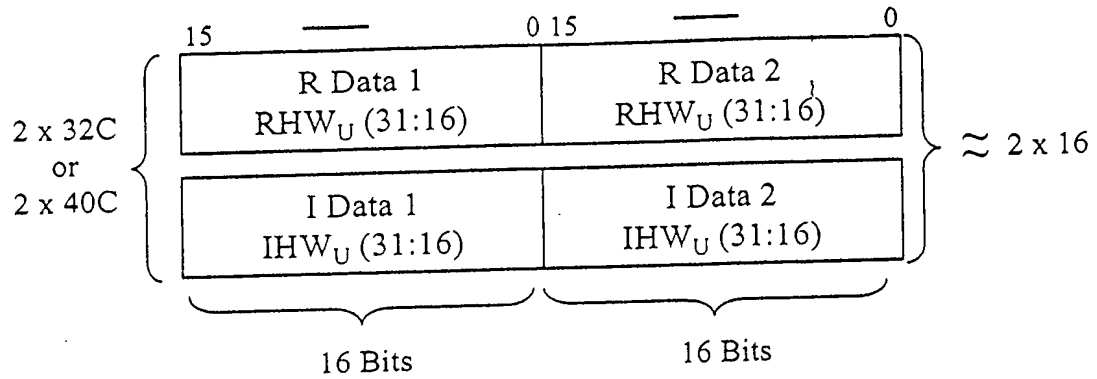 15 0 15 0
R Data 1 R Data 2
RHW_U (31:16) RHW_U (31:16)
2 x 32C
or
2 x 40C
≈ 2 x 16
I Data 1 I Data 2
IHW_U (31:16) IHW_U (31:16)
16 Bits 16 Bits